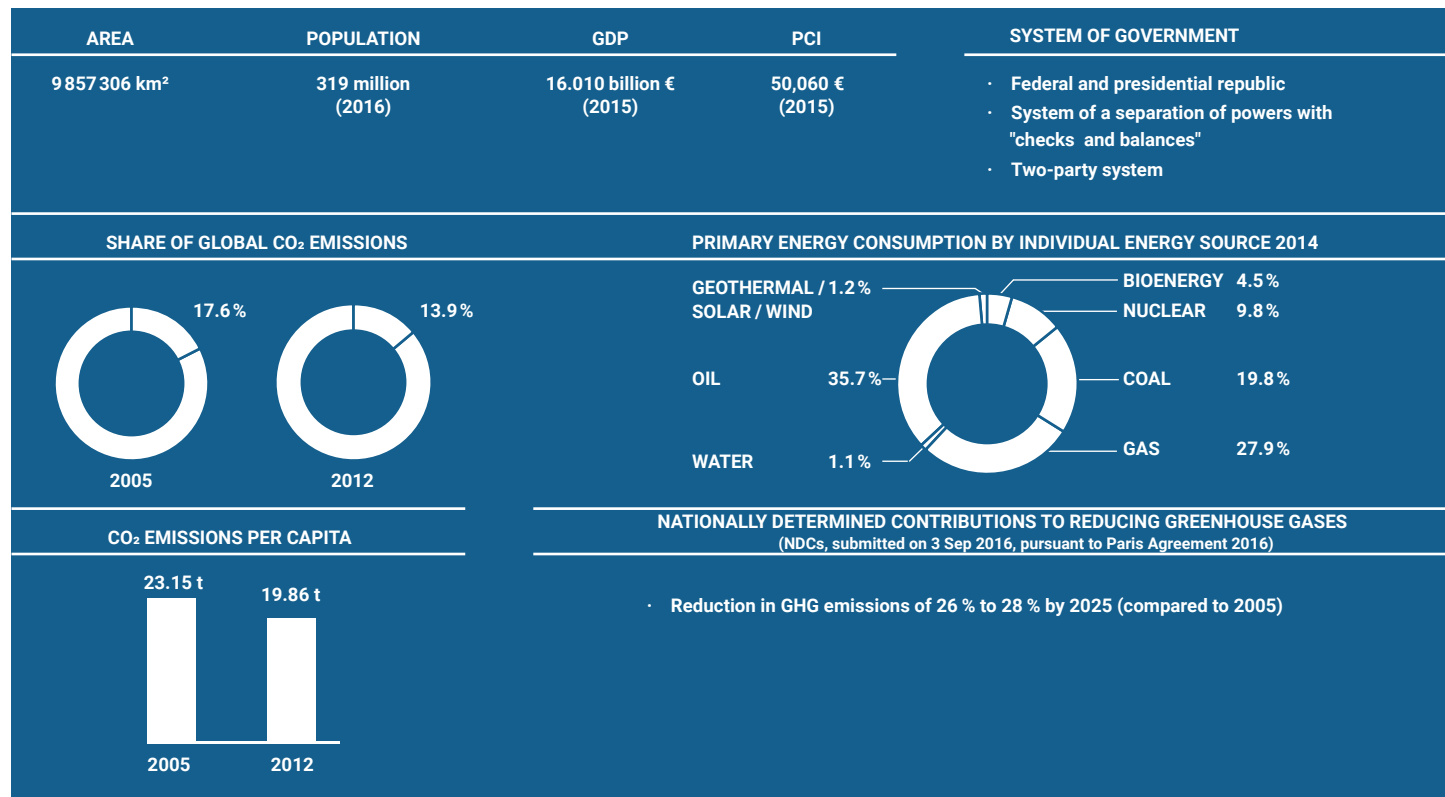 AREA
POPULATION
GDP
PCI
9 857 306 km²
319 million
(2016)
16.010 billion €
(2015)
50,060 €
(2015)
SYSTEM OF GOVERNMENT
· Federal and presidential republic
· System of a separation of powers with
"checks and balances"
· Two-party system
SHARE OF GLOBAL CO₂ EMISSIONS
17.6 %
13.9 %
2005
2012
PRIMARY ENERGY CONSUMPTION BY INDIVIDUAL ENERGY SOURCE 2014
GEOTHERMAL / 1.2 %
SOLAR / WIND
BIOENERGY 4.5 %
NUCLEAR 9.8 %
OIL 35.7 %
COAL 19.8 %
GAS 27.9 %
WATER 1.1 %
CO₂ EMISSIONS PER CAPITA
23.15 t
19.86 t
2005
2012
NATIONALLY DETERMINED CONTRIBUTIONS TO REDUCING GREENHOUSE GASES
(NDCs, submitted on 3 Sep 2016, pursuant to Paris Agreement 2016)
· Reduction in GHG emissions of 26 % to 28 % by 2025 (compared to 2005)